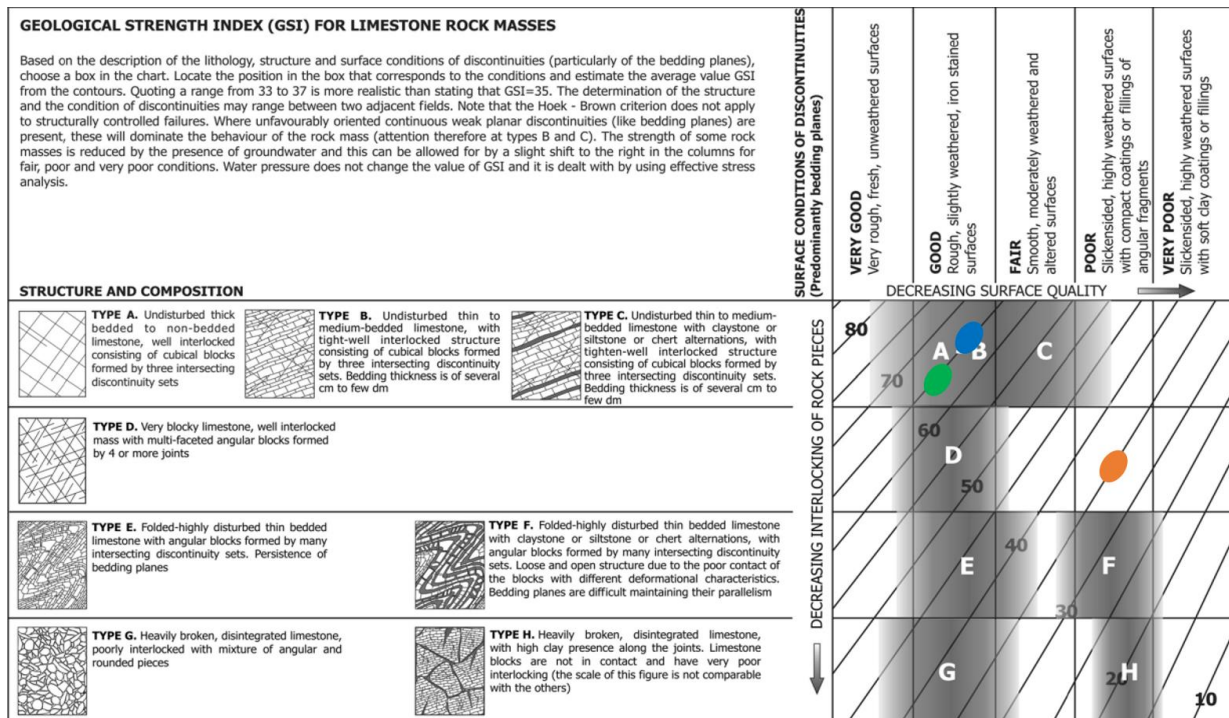 GEOLOGICAL STRENGTH INDEX (GSI) FOR LIMESTONE ROCK MASSES
Based on the description of the lithology, structure and surface conditions of discontinuities (particularly of the bedding planes),
choose a box in the chart. Locate the position in the box that corresponds to the conditions and estimate the average value GSI
from the contours. Quoting a range from 33 to 37 is more realistic than stating that GSI=35. The determination of the structure
and the condition of discontinuities may range between two adjacent fields. Note that the Hoek - Brown criterion does not apply
to structurally controlled failures. Where unfavourably oriented continuous weak planar discontinuities (like bedding planes) are
present, these will dominate the behaviour of the rock mass (attention therefore at types B and C). The strength of some rock
masses is reduced by the presence of groundwater and this can be allowed for by a slight shift to the right in the columns for
fair, poor and very poor conditions. Water pressure does not change the value of GSI and it is dealt with by using effective stress
analysis.
SURFACE CONDITIONS OF DISCONTINUITIES
(Predominantly bedding planes)
VERY GOOD
Very rough, fresh, unweathered surfaces
GOOD
Rough, slightly weathered, iron stained
surfaces
FAIR
Smooth, moderately weathered and
altered surfaces
POOR
Slickensided, highly weathered surfaces
with compact coatings or fillings of
angular fragments
VERY POOR
Slickensided, highly weathered surfaces
with soft clay coatings or fillings
STRUCTURE AND COMPOSITION
DECREASING SURFACE QUALITY
TYPE A. Undisturbed thick
bedded to non-bedded
limestone, well interlocked
consisting of cubical blocks
formed by three intersecting
discontinuity sets
TYPE B. Undisturbed thin to
medium-bedded limestone, with
tight-well interlocked structure
consisting of cubical blocks formed
by three intersecting discontinuity
sets. Bedding thickness is of several
cm to few dm
TYPE C. Undisturbed thin to medium-
bedded limestone with claystone or
siltstone or chert alternations, with
tighten-well interlocked structure
consisting of cubical blocks formed by
three intersecting discontinuity sets.
Bedding thickness is of several cm to
few dm
DECREASING INTERLOCKING OF ROCK PIECES
80
A
B
C
70
TYPE D. Very blocky limestone, well interlocked
mass with multi-faceted angular blocks formed
by 4 or more joints
60
D
50
TYPE E. Folded-highly disturbed thin bedded
limestone with angular blocks formed by many
intersecting discontinuity sets. Persistence of
bedding planes
TYPE F. Folded-highly disturbed thin bedded limestone
with claystone or siltstone or chert alternations, with
angular blocks formed by many intersecting discontinuity
sets. Loose and open structure due to the poor contact of
the blocks with different deformational characteristics.
Bedding planes are difficult maintaining their parallelism
40
E
F
30
TYPE G. Heavily broken, disintegrated limestone,
poorly interlocked with mixture of angular and
rounded pieces
TYPE H. Heavily broken, disintegrated limestone,
with high clay presence along the joints. Limestone
blocks are not in contact and have very poor
interlocking (the scale of this figure is not comparable
with the others)
G
H
20
10